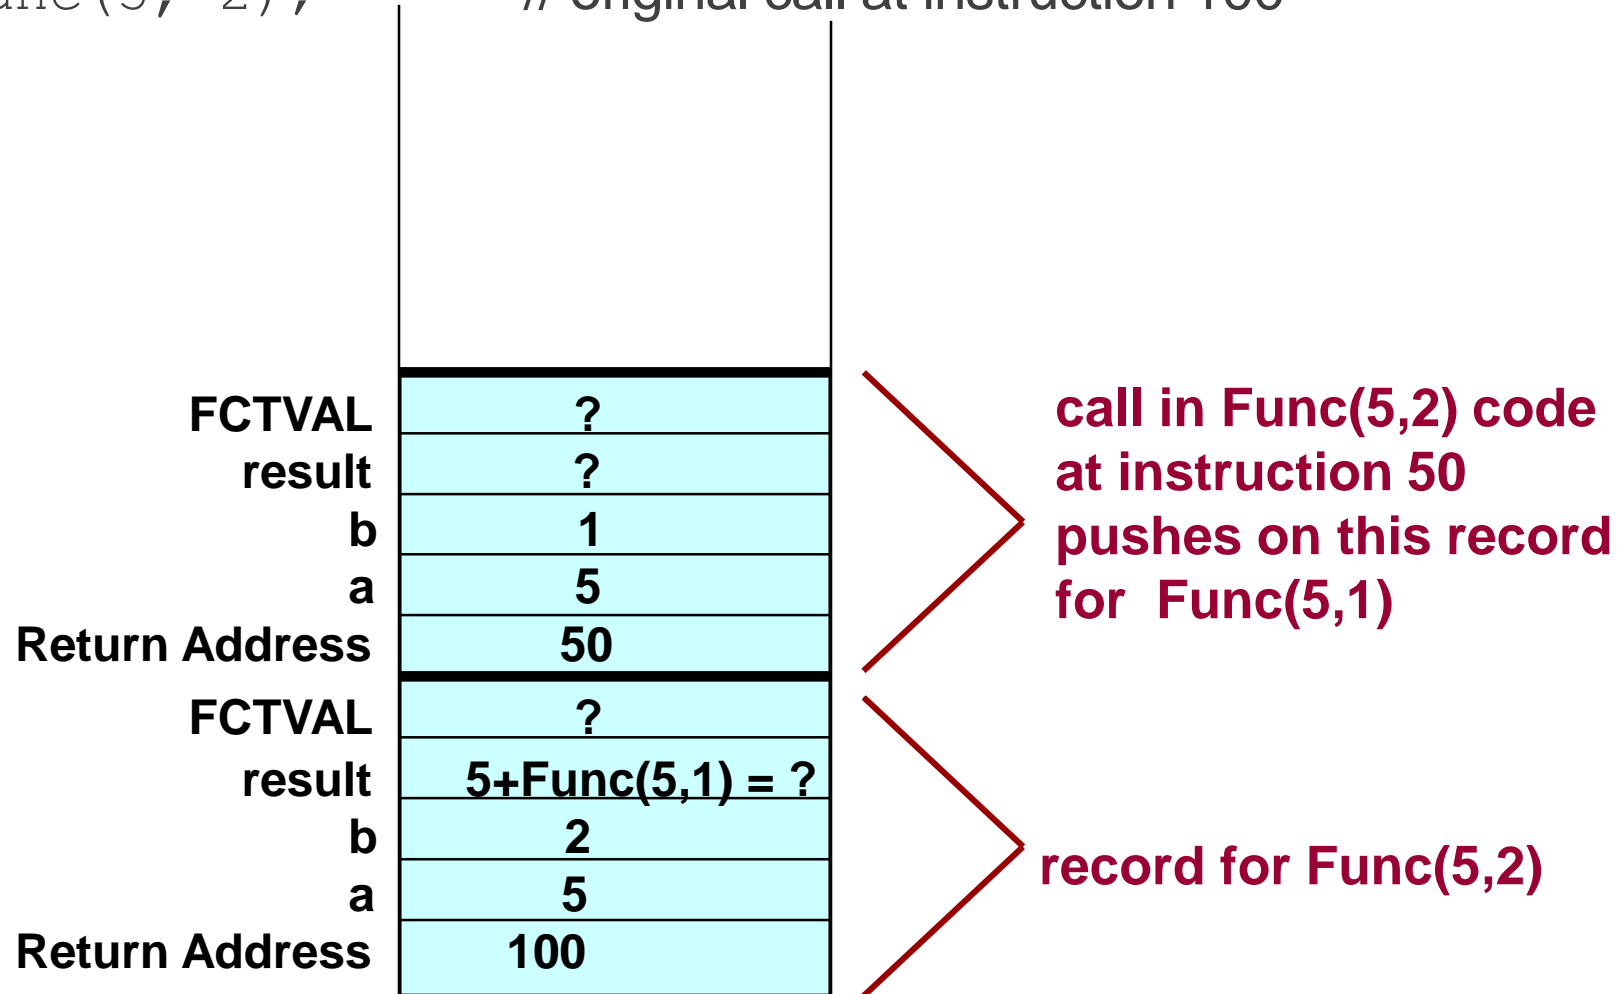 // original call at instruction 100
FCTVAL ?
result ?
b 1
a 5
Return Address 50
call in Func(5,2) code
at instruction 50
pushes on this record
for Func(5,1)
FCTVAL ?
result 5+Func(5,1) = ?
b 2
a 5
Return Address 100
record for Func(5,2)